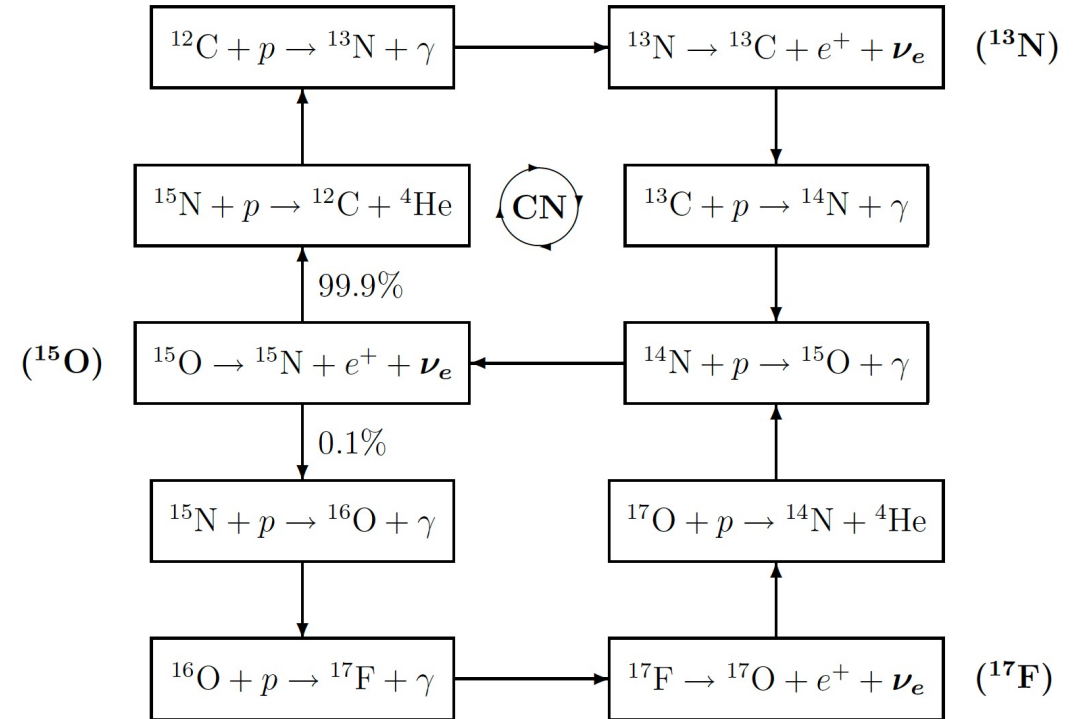 ¹²C + p → ¹³N + γ
¹³N → ¹³C + e⁺ + νₑ
(¹³N)
¹⁵N + p → ¹²C + ⁴He
CN
¹³C + p → ¹⁴N + γ
99.9%
(¹⁵O)
¹⁵O → ¹⁵N + e⁺ + νₑ
¹⁴N + p → ¹⁵O + γ
0.1%
¹⁵N + p → ¹⁶O + γ
¹⁷O + p → ¹⁴N + ⁴He
¹⁶O + p → ¹⁷F + γ
¹⁷F → ¹⁷O + e⁺ + νₑ
(¹⁷F)